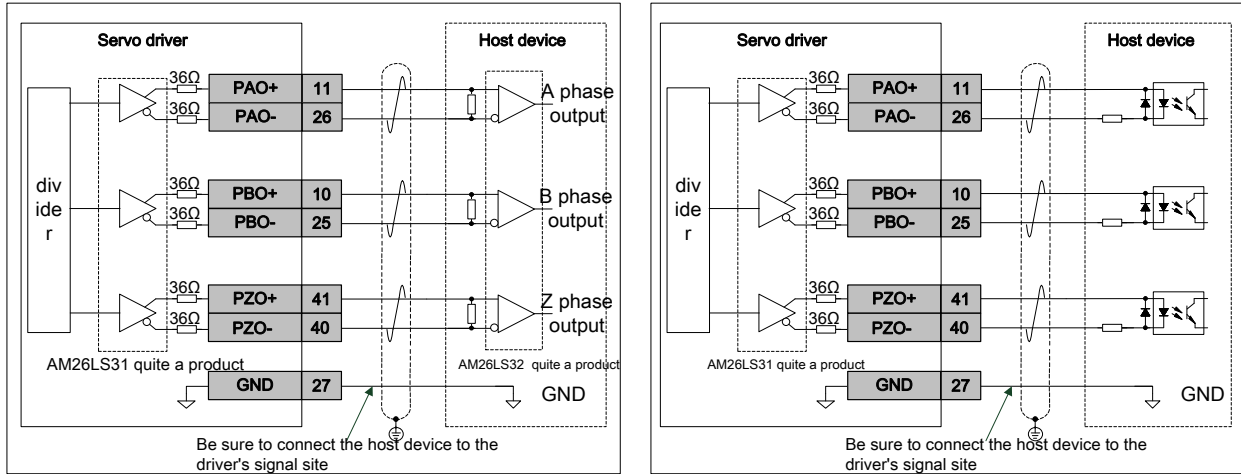 Servo driver
Host device
36Ω
PAO+
11
A phase
output
36Ω
PAO-
26
div
ide
r
36Ω
PBO+
10
B phase
output
36Ω
PBO-
25
36Ω
PZO+
41
Z phase
output
36Ω
PZO-
40
AM26LS31 quite a product
AM26LS32 quite a product
GND
27
GND
Be sure to connect the host device to the
driver's signal site
Servo driver
Host device
36Ω
PAO+
11
36Ω
PAO-
26
div
ide
r
36Ω
PBO+
10
36Ω
PBO-
25
36Ω
PZO+
41
36Ω
PZO-
40
AM26LS31 quite a product
GND
27
GND
Be sure to connect the host device to the
driver's signal site